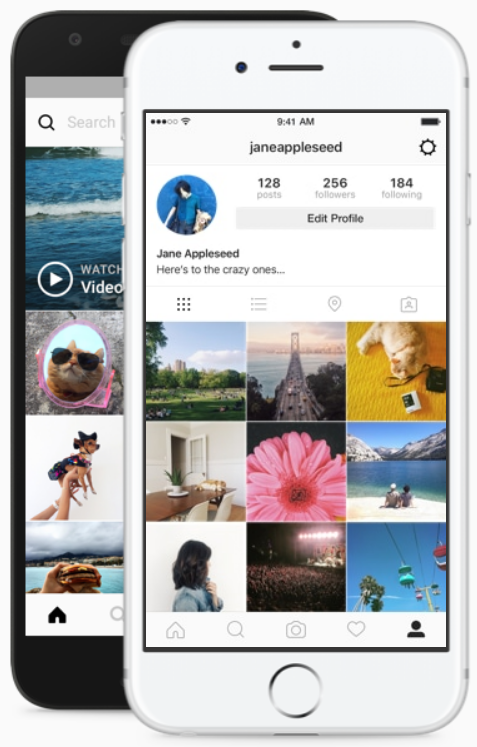 Search
WATCH
Video
9:41 AM
janeappleseed
128
posts
256
followers
184
following
Edit Profile
Jane Appleseed
Here's to the crazy ones...